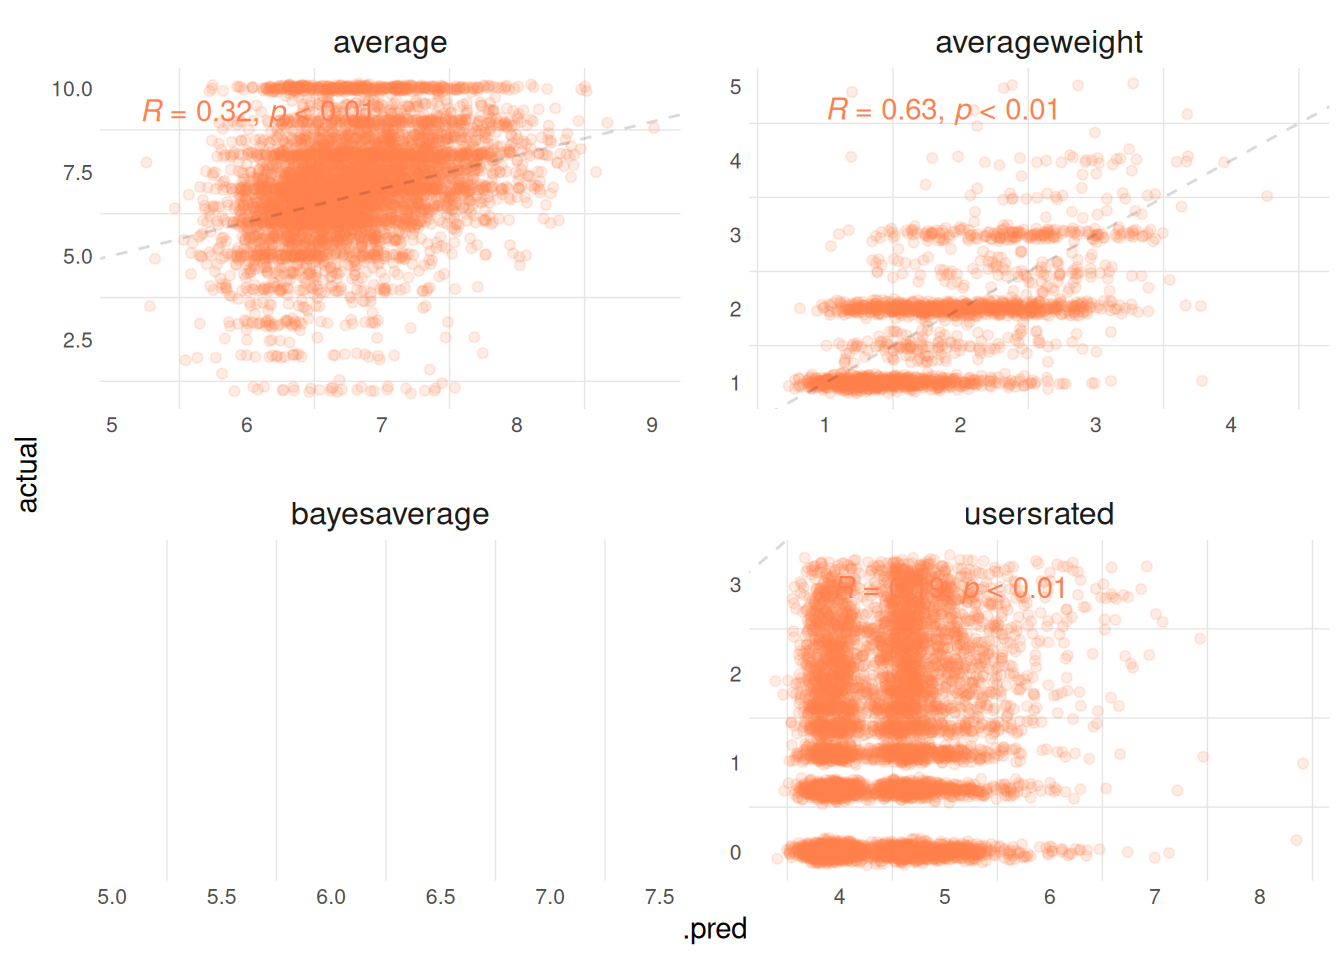 average
10.0
7.5
5.0
2.5
R = 0.32, p < 0.01
5 6 7 8 9
averageweight
5
4
3
2
1
R = 0.63, p < 0.01
1 2 3 4
actual
bayesaverage
5.0 5.5 6.0 6.5 7.0 7.5
usersrated
3
2
1
0
R = p < 0.01
4 5 6 7 8
.pred